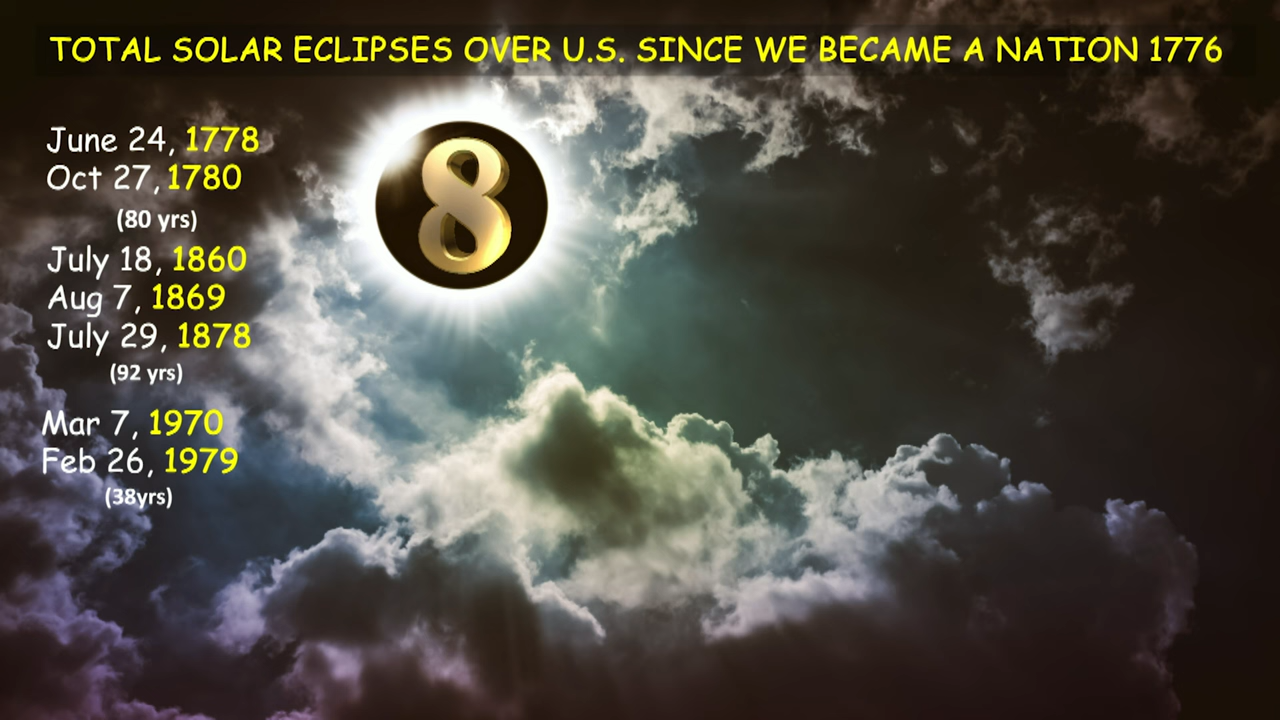 TOTAL SOLAR ECLIPSES OVER U.S. SINCE WE BECAME A NATION 1776
8
June 24, 1778
Oct 27, 1780
(80 yrs)
July 18, 1860
Aug 7, 1869
July 29, 1878
(92 yrs)
Mar 7, 1970
Feb 26, 1979
(38yrs)